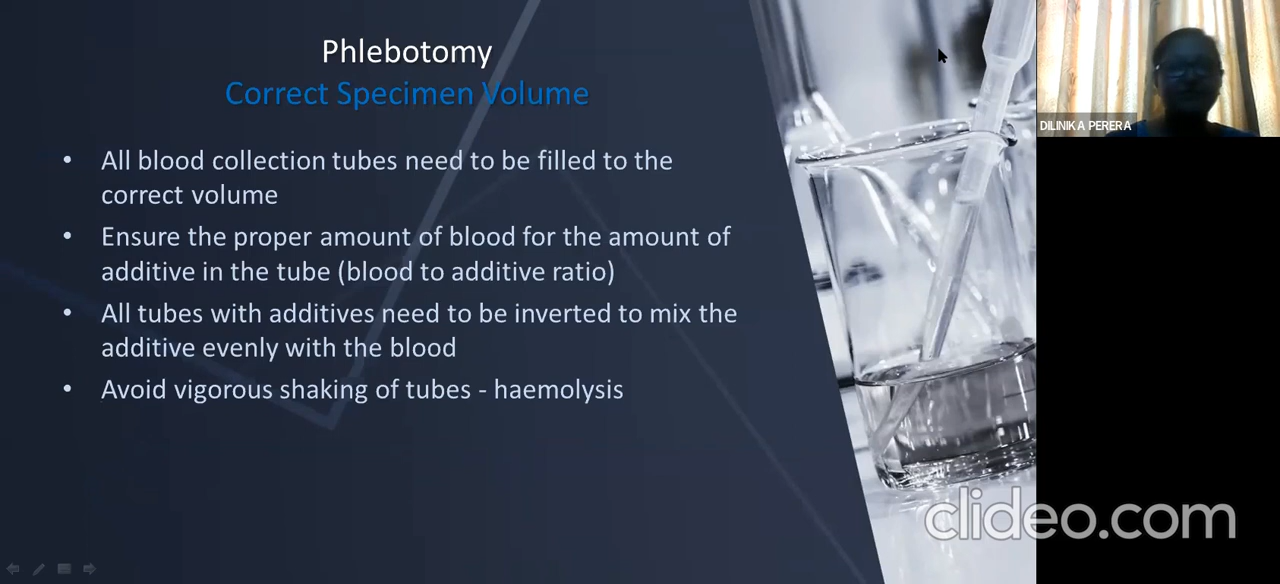 Phlebotomy
Correct Specimen Volume
• All blood collection tubes need to be filled to the
correct volume
• Ensure the proper amount of blood for the amount of
additive in the tube (blood to additive ratio)
• All tubes with additives need to be inverted to mix the
additive evenly with the blood
• Avoid vigorous shaking of tubes - haemolysis
DILINIKA PERERA
clideo.com